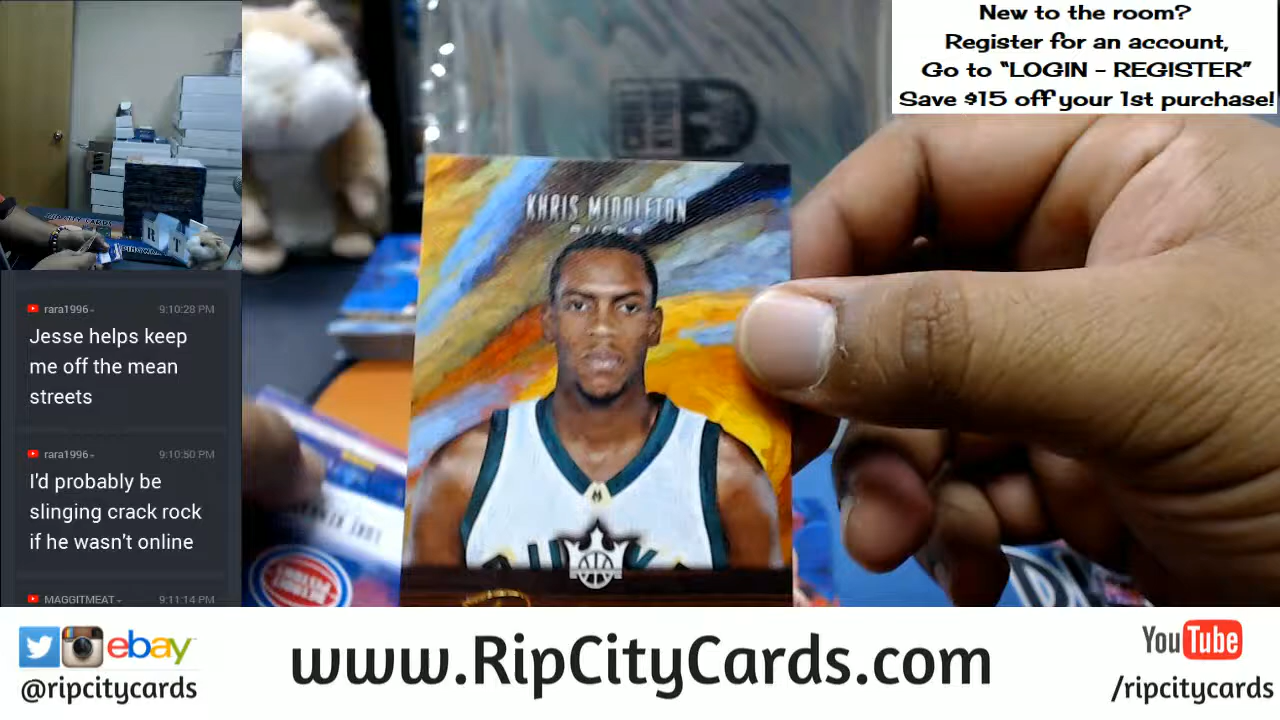 New to the room?
Register for an account,
Go to “LOGIN - REGISTER”
Save $15 off your 1st purchase!
KHRIS MIDDLETON
BUCKS
R T
rara1996
9:10:28 PM
Jesse helps keep
me off the mean
streets
rara1996
9:10:50 PM
I'd probably be
slinging crack rock
if he wasn't online
MAGGITMEAT
9:11:14 PM
DETROIT
PISTONS
ebay
@ripcitycards
www.RipCityCards.com
YouTube
/ripcitycards